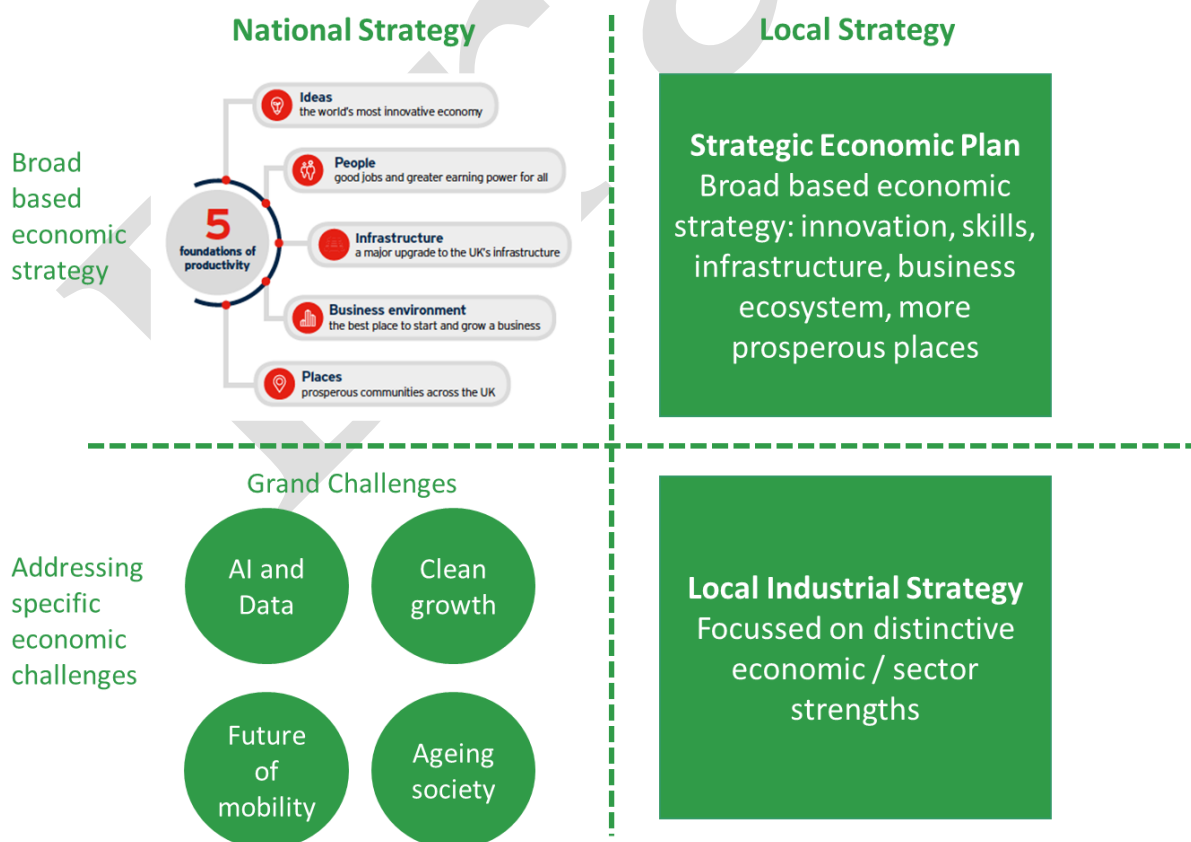 National Strategy
Local Strategy
Broad
based
economic
strategy
5
foundations of
productivity
Ideas
the world's most innovative economy
People
good jobs and greater earning power for all
Infrastructure
a major upgrade to the UK's infrastructure
Business environment
the best place to start and grow a business
Places
prosperous communities across the UK
Strategic Economic Plan
Broad based economic
strategy: innovation, skills,
infrastructure, business
ecosystem, more
prosperous places
Addressing
specific
economic
challenges
Grand Challenges
AI and
Data
Clean
growth
Future
of
mobility
Ageing
society
Local Industrial Strategy
Focussed on distinctive
economic / sector
strengths